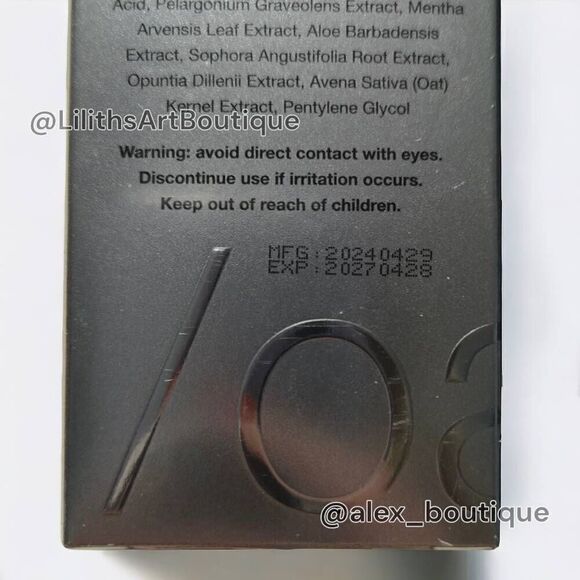 Acid, Pelargonium Graveolens Extract, Mentha
Arvensis Leaf Extract, Aloe Barbadensis
Extract, Sophora Angustifolia Root Extract,
Opuntia Dillenii Extract, Avena Sativa (Oat)
Kernel Extract, Pentylene Glycol
@LilithsArtBoutique
Warning: avoid direct contact with eyes.
Discontinue use if irritation occurs.
Keep out of reach of children.
MFG:20240429
EXP:20270428
@alex_boutique